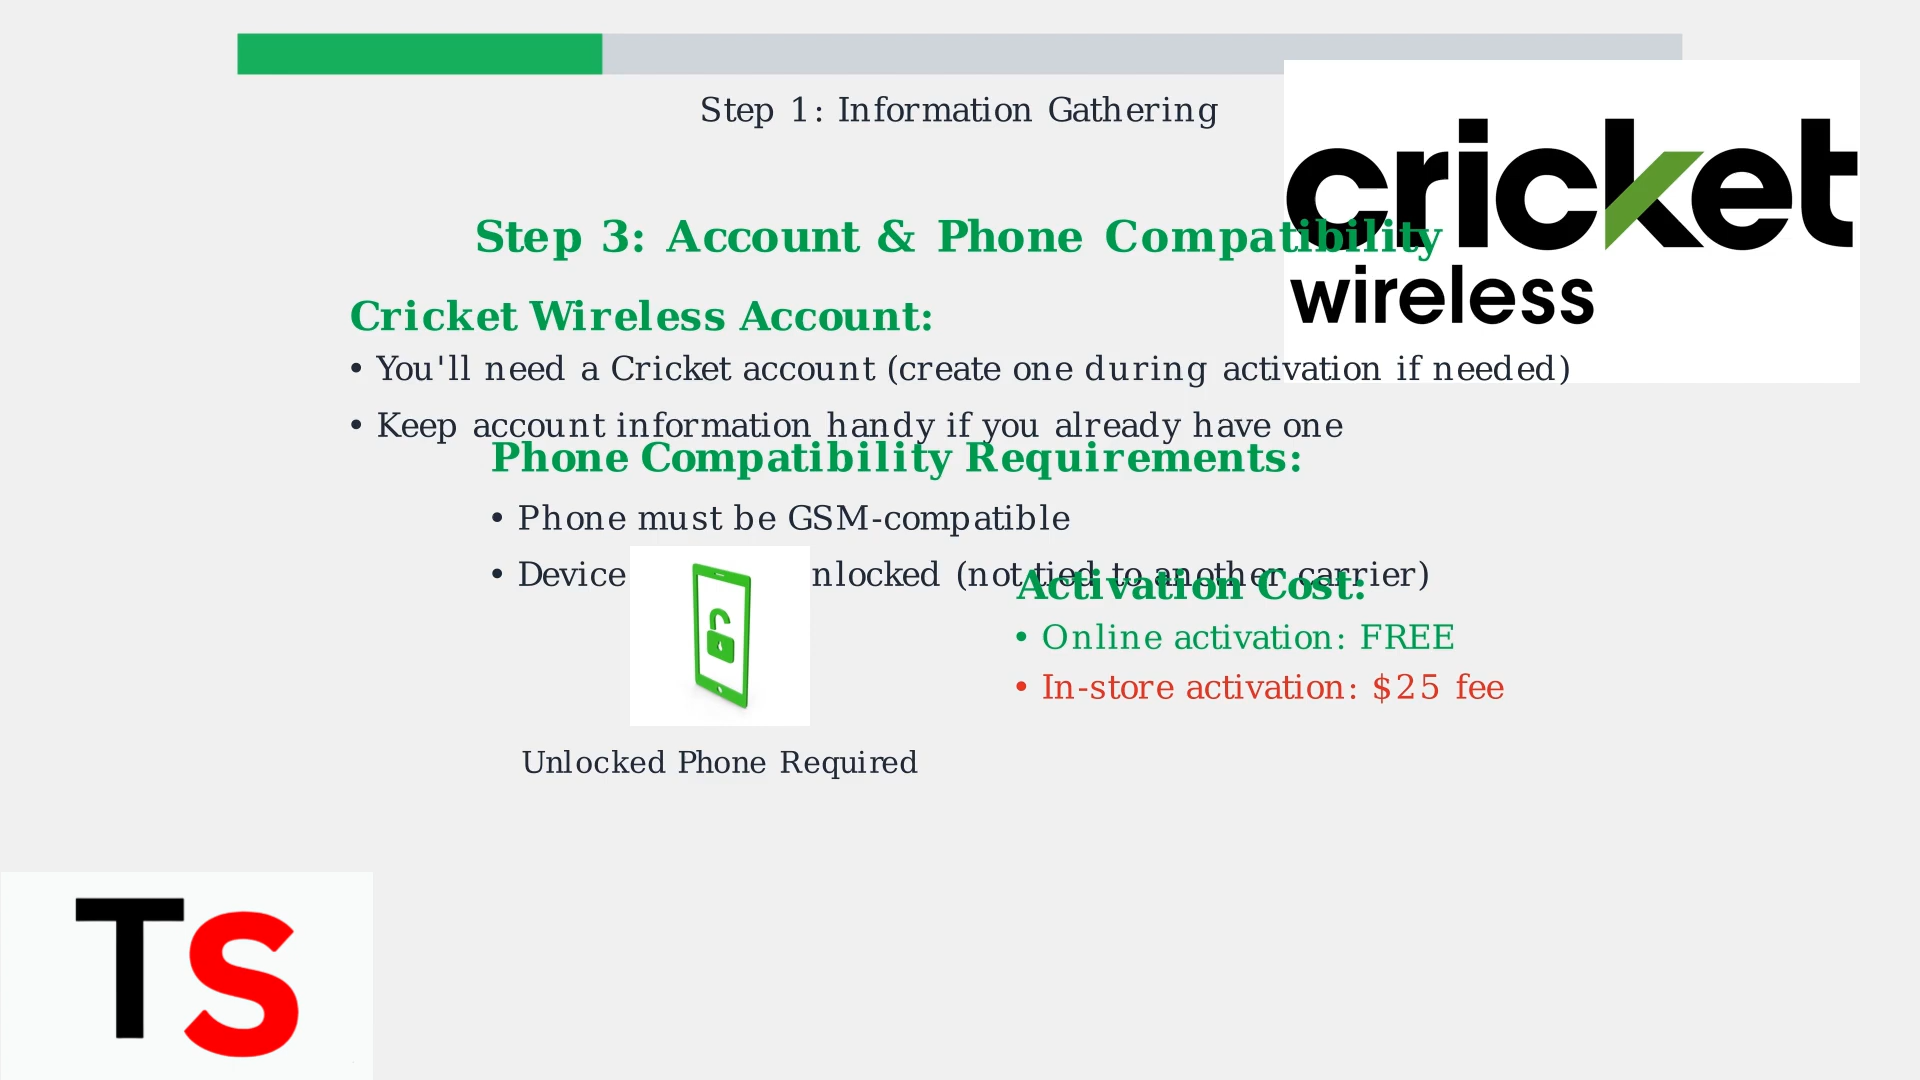 Step 1: Information Gathering
cricket
wireless
Step 3: Account & Phone Compatibility
Cricket Wireless Account:
• You'll need a Cricket account (create one during activation if needed)
• Keep account information handy if you already have one
Phone Compatibility Requirements:
• Phone must be GSM-compatible
• Device nlocked (not tied to another carrier)
Activation Cost:
• Online activation: FREE
• In-store activation: $25 fee
Unlocked Phone Required
TS